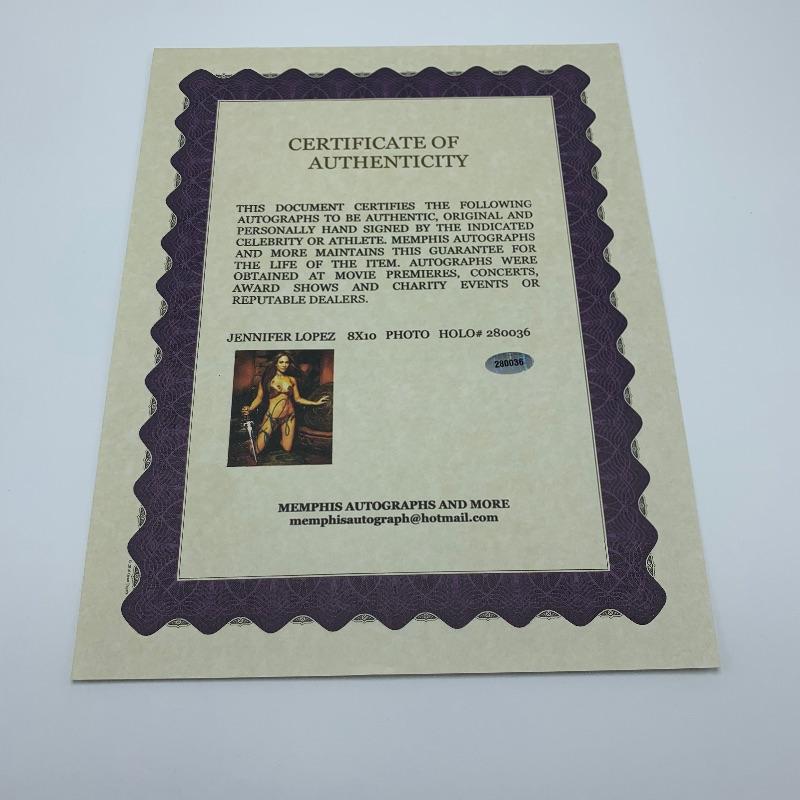 CERTIFICATE OF
AUTHENTICITY
THIS DOCUMENT CERTIFIES THE FOLLOWING
AUTOGRAPHS TO BE AUTHENTIC, ORIGINAL AND
PERSONALLY HAND SIGNED BY THE INDICATED
CELEBRITY OR ATHLETE. MEMPHIS AUTOGRAPHS
AND MORE MAINTAINS THIS GUARANTEE FOR
THE LIFE OF THE ITEM. AUTOGRAPHS WERE
OBTAINED AT MOVIE PREMIERES, CONCERTS,
AWARD SHOWS AND CHARITY EVENTS OR
REPUTABLE DEALERS.
JENNIFER LOPEZ 8X10 PHOTO HOLO# 280036
280036
MEMPHIS AUTOGRAPHS AND MORE
memphisautograph@hotmail.com